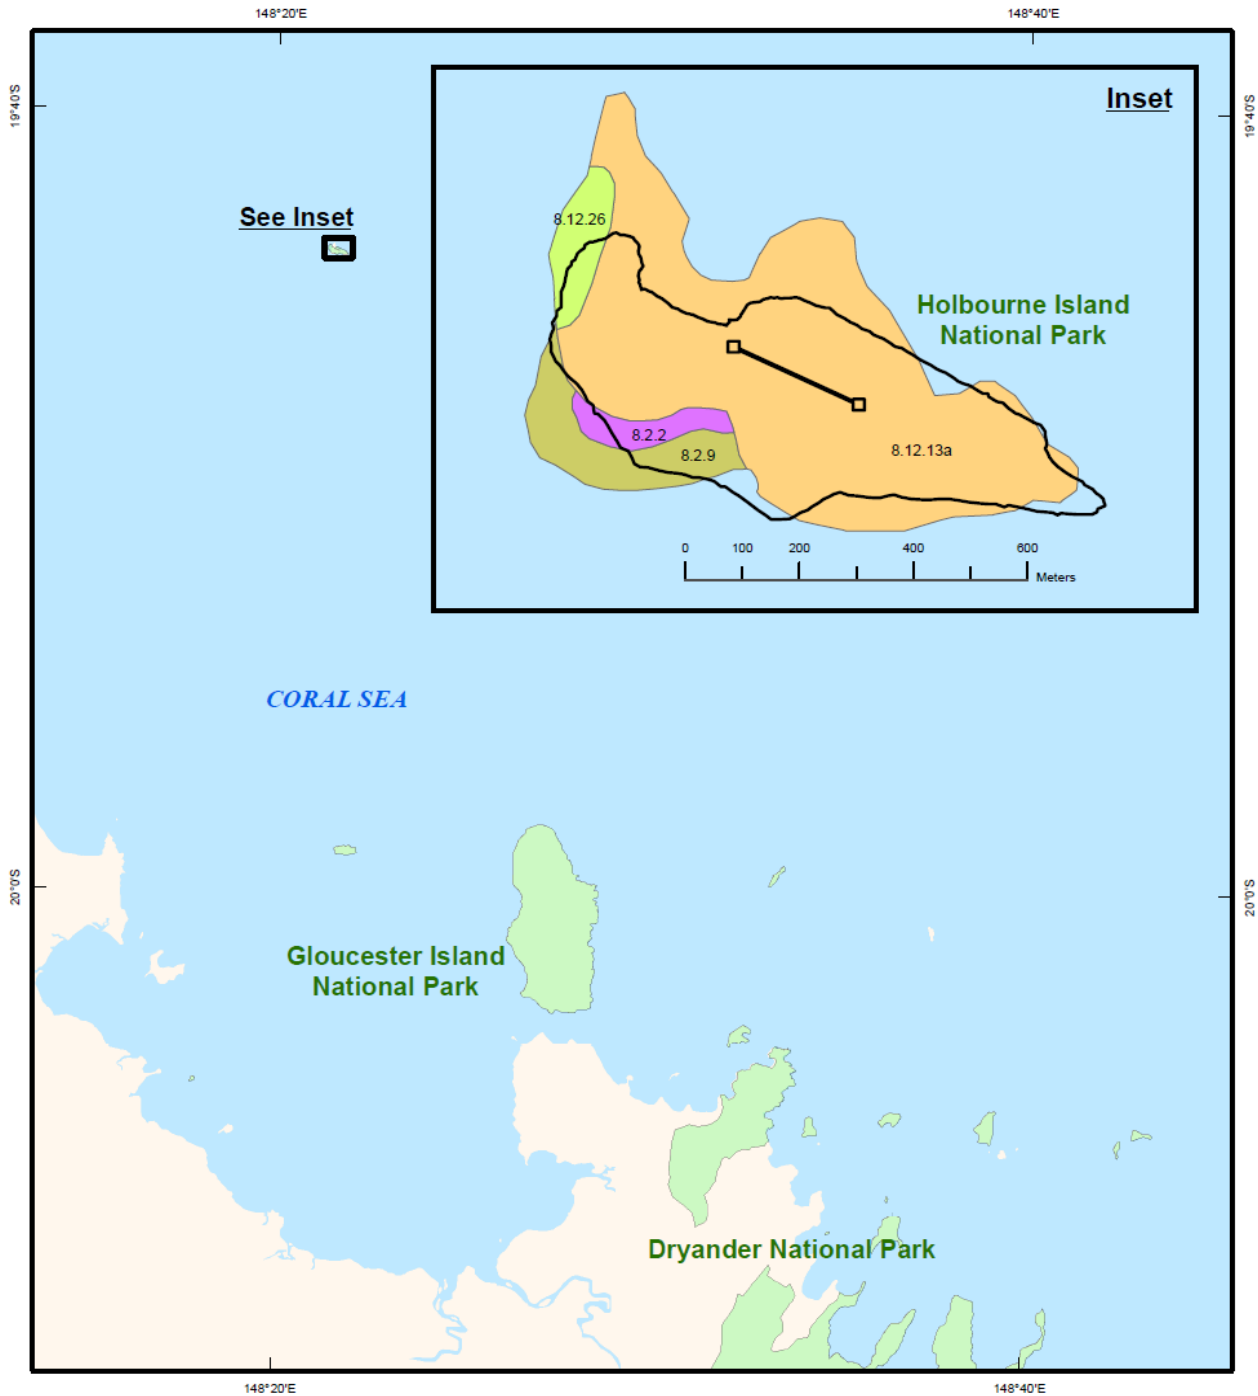 148°20'E
148°40'E
19°40'S
19°40'S
Inset
See Inset
8.12.26
Holbourne Island
National Park
8.2.2
8.2.9
8.12.13a
0 100 200 400 600
Meters
CORAL SEA
20°0'S
20°0'S
Gloucester Island
National Park
Dryander National Park
148°20'E
148°40'E